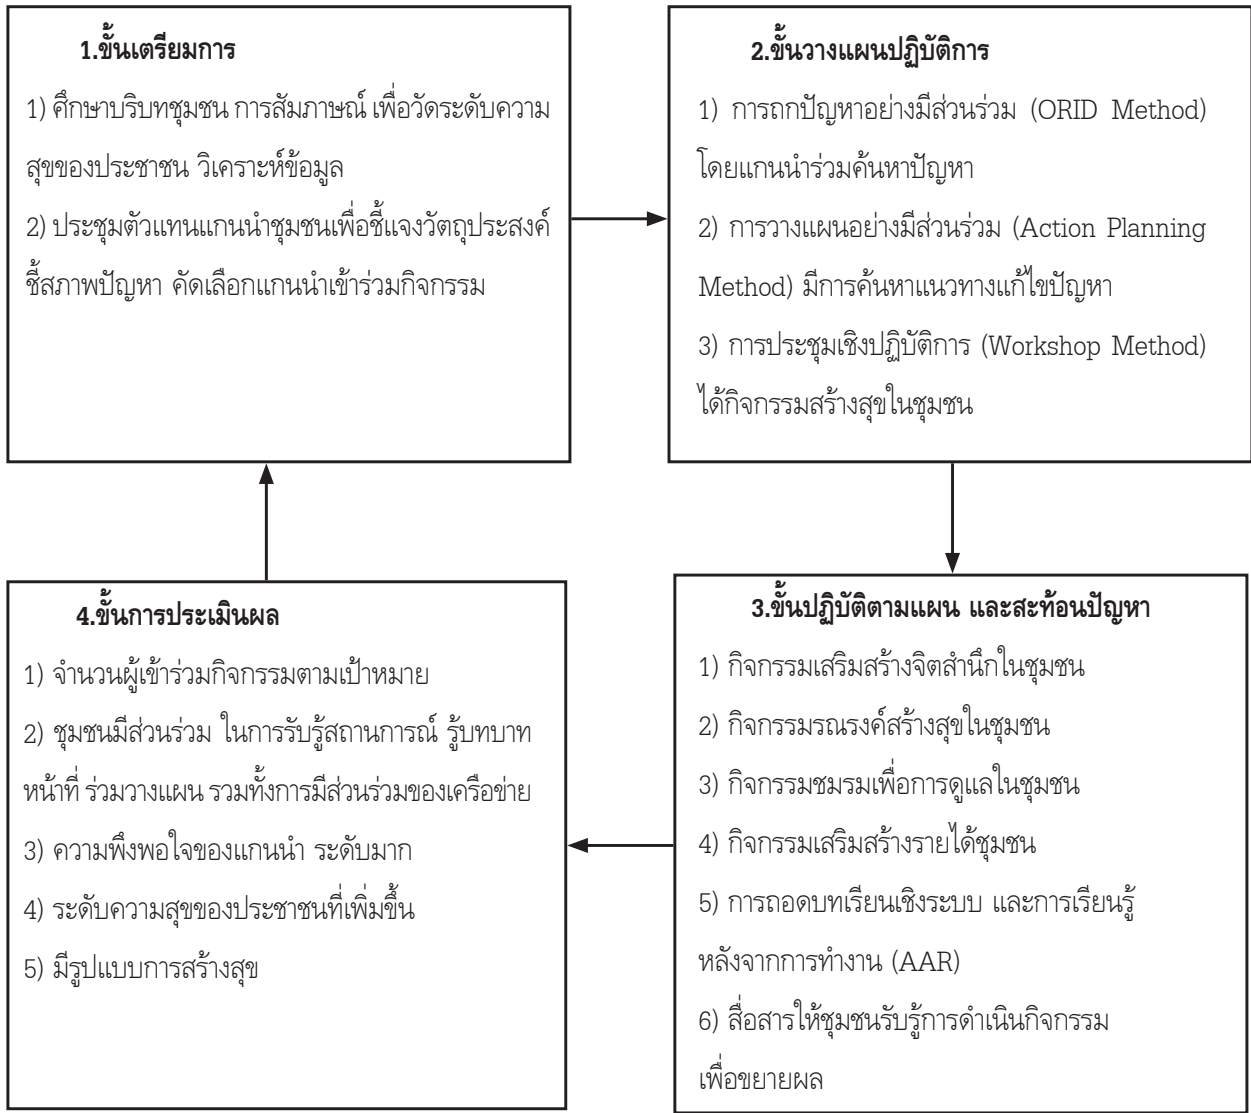 1.ขั้นเตรียมการ
1) ศึกษาบริบทชุมชน การสัมภาษณ์ เพื่อวัดระดับความ
สุขของประชาชน วิเคราะห์ข้อมูล
2) ประชุมตัวแทนแกนนำชุมชนเพื่อชี้แจงวัตถุประสงค์
ชี้สภาพปัญหา คัดเลือกแกนนำเข้าร่วมกิจกรรม
2.ขั้นวางแผนปฏิบัติการ
1) การถกปัญหาอย่างมีส่วนร่วม (ORID Method)
โดยแกนนำร่วมค้นหาปัญหา
2) การวางแผนอย่างมีส่วนร่วม (Action Planning
Method) มีการค้นหาแนวทางแก้ไขปัญหา
3) การประชุมเชิงปฏิบัติการ (Workshop Method)
ได้กิจกรรมสร้างสุขในชุมชน
3.ขั้นปฏิบัติตามแผน และสะท้อนปัญหา
1) กิจกรรมเสริมสร้างจิตสำนึกในชุมชน
2) กิจกรรมรณรงค์สร้างสุขในชุมชน
3) กิจกรรมชมรมเพื่อการดูแลในชุมชน
4) กิจกรรมเสริมสร้างรายได้ชุมชน
5) การถอดบทเรียนเชิงระบบ และการเรียนรู้
หลังจากการทำงาน (AAR)
6) สื่อสารให้ชุมชนรับรู้การดำเนินกิจกรรม
เพื่อขยายผล
4.ขั้นการประเมินผล
1) จำนวนผู้เข้าร่วมกิจกรรมตามเป้าหมาย
2) ชุมชนมีส่วนร่วม ในการรับรู้สถานการณ์ รู้บทบาท
หน้าที่ ร่วมวางแผน รวมทั้งการมีส่วนร่วมของเครือข่าย
3) ความพึงพอใจของแกนนำ ระดับมาก
4) ระดับความสุขของประชาชนที่เพิ่มขึ้น
5) มีรูปแบบการสร้างสุข